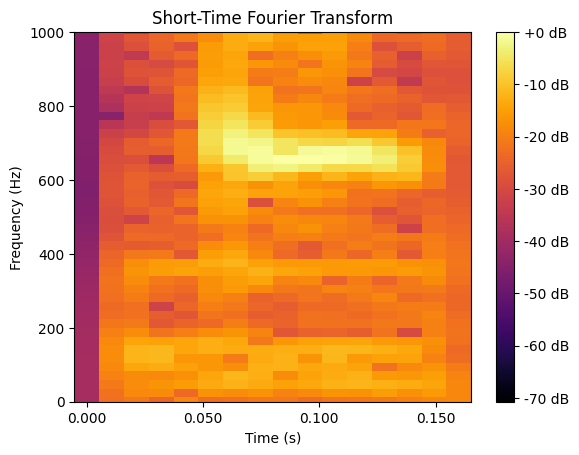 Short-Time Fourier Transform
Frequency (Hz)
1000
800
600
400
200
0
0.000
0.050
0.100
0.150
Time (s)
+0 dB
-10 dB
-20 dB
-30 dB
-40 dB
-50 dB
-60 dB
-70 dB